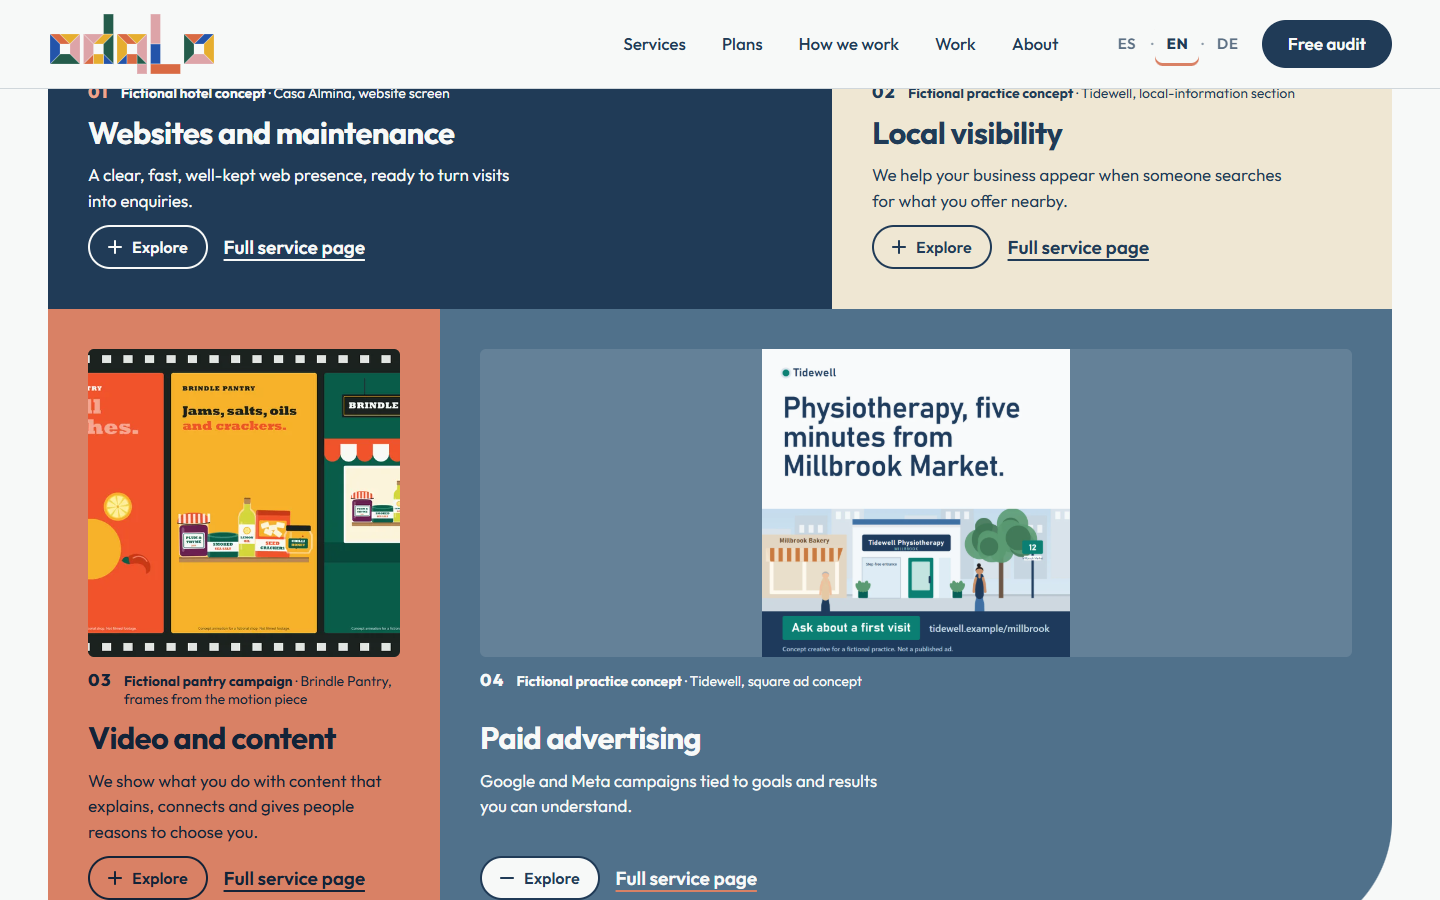 adala
Services Plans How we work Work About ES · EN · DE Free audit
01 Fictional hotel concept · Casa Almina, website screen
Websites and maintenance
A clear, fast, well-kept web presence, ready to turn visits
into enquiries.
Explore Full service page
02 Fictional practice concept · Tidewell, local-information section
Local visibility
We help your business appear when someone searches
for what you offer nearby.
Explore Full service page
BRINDLE PANTRY
Jams, salts, oils
and crackers.
BRINDLE
03 Fictional pantry campaign · Brindle Pantry,
frames from the motion piece
Video and content
We show what you do with content that
explains, connects and gives people
reasons to choose you.
Explore Full service page
Tidewell
Physiotherapy, five
minutes from
Millbrook Market.
Millbrook Bakery
Tidewell Physiotherapy
MILLBROOK
Step-free entrance
12
Ask about a first visit tidewell.example/millbrook
Concept creative for a fictional practice. Not a published ad.
04 Fictional practice concept · Tidewell, square ad concept
Paid advertising
Google and Meta campaigns tied to goals and results
you can understand.
Explore Full service page